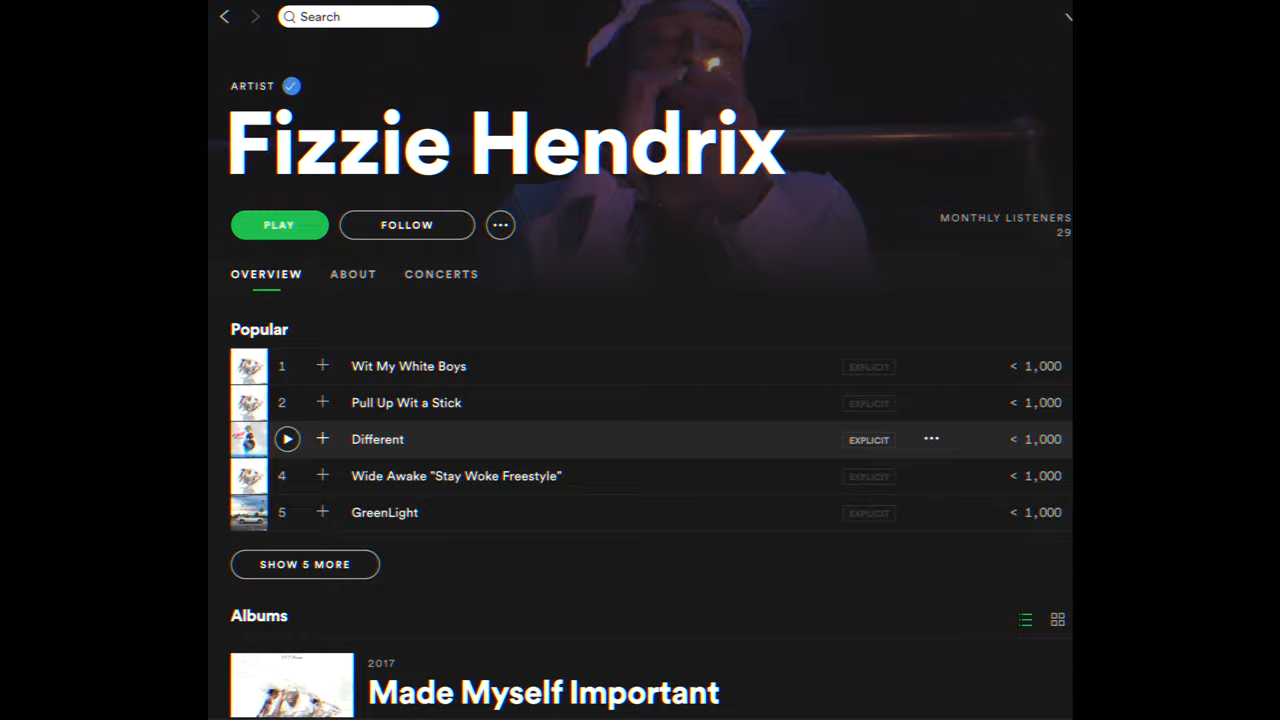 Search
ARTIST
Fizzie Hendrix
PLAY FOLLOW
MONTHLY LISTENERS
29
OVERVIEW ABOUT CONCERTS
Popular
1 Wit My White Boys EXPLICIT < 1,000
2 Pull Up Wit a Stick EXPLICIT < 1,000
Different EXPLICIT < 1,000
4 Wide Awake "Stay Woke Freestyle" EXPLICIT < 1,000
5 GreenLight EXPLICIT < 1,000
SHOW 5 MORE
Albums
2017
Made Myself Important